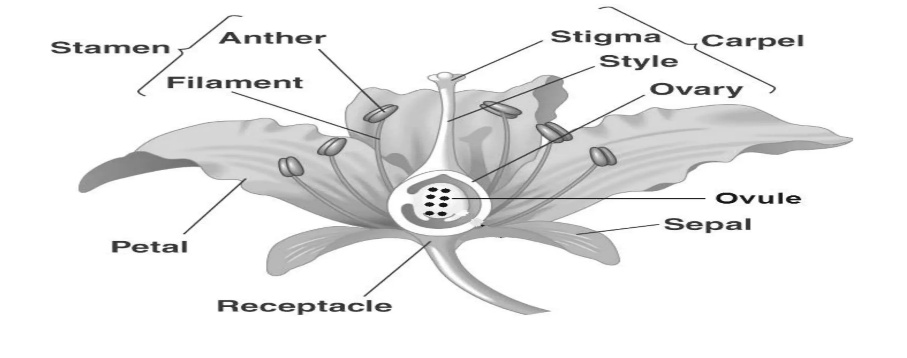 Stamen
Anther
Filament
Stigma
Carpel
Style
Ovary
Ovule
Sepal
Petal
Receptacle